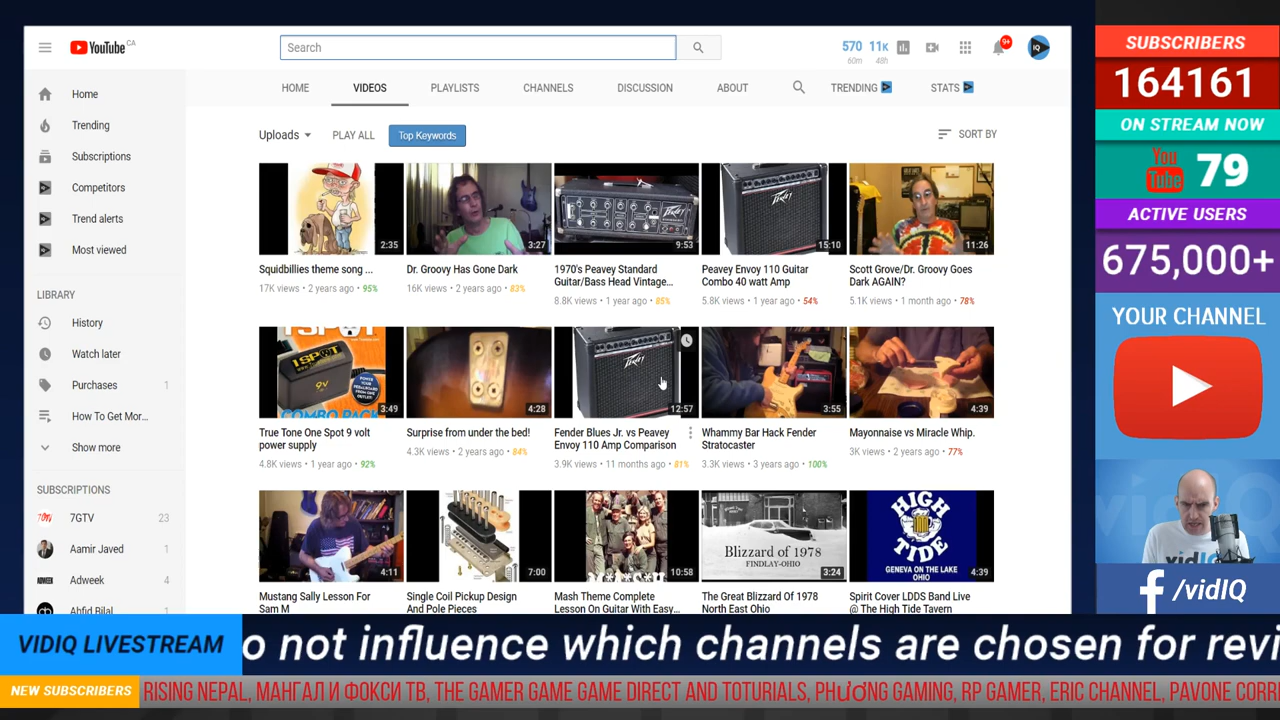 YouTube CA
Search
570 11K
60m 48h
9+
IQ
HOME VIDEOS PLAYLISTS CHANNELS DISCUSSION ABOUT TRENDING STATS
Home
Trending
Subscriptions
Competitors
Trend alerts
Most viewed
LIBRARY
History
Watch later
Purchases 1
How To Get Mor...
Show more
SUBSCRIPTIONS
7GTV 23
Aamir Javed 1
Adweek 4
Ahfid Bilal
Uploads PLAY ALL Top Keywords SORT BY
2:35 3:27 9:53 15:10 11:26
Squidbillies theme song ...
17K views • 2 years ago • 95%
Dr. Groovy Has Gone Dark
16K views • 2 years ago • 83%
1970's Peavey Standard
Guitar/Bass Head Vintage...
8.8K views • 1 year ago • 85%
Peavey Envoy 110 Guitar
Combo 40 watt Amp
5.8K views • 1 year ago • 54%
Scott Grove/Dr. Groovy Goes
Dark AGAIN?
5.1K views • 1 month ago • 78%
1SPOT
9V
COMBO PACK
3:49 4:28 12:57 3:55 4:39
True Tone One Spot 9 volt
power supply
4.8K views • 1 year ago • 92%
Surprise from under the bed!
4.3K views • 2 years ago • 84%
Fender Blues Jr. vs Peavey
Envoy 110 Amp Comparison
3.9K views • 11 months ago • 81%
Whammy Bar Hack Fender
Stratocaster
3.3K views • 3 years ago • 100%
Mayonnaise vs Miracle Whip.
3K views • 2 years ago • 77%
Blizzard of 1978
FINDLAY-OHIO
HIGH
TIDE
GENEVA ON THE LAKE
OHIO
4:11 7:00 10:58 3:24 4:39
Mustang Sally Lesson For
Sam M
Single Coil Pickup Design
And Pole Pieces
Mash Theme Complete
Lesson On Guitar With Easy...
The Great Blizzard Of 1978
North East Ohio
Spirit Cover LDDS Band Live
@ The High Tide Tavern
SUBSCRIBERS
164161
ON STREAM NOW
You
Tube 79
ACTIVE USERS
675,000+
YOUR CHANNEL
vidIQ
f /vidIQ
VIDIQ LIVESTREAM
o not influence which channels are chosen for revi
NEW SUBSCRIBERS
RISING NEPAL, МАНГАЛ И ФОКСИ ТВ, THE GAMER GAME GAME DIRECT AND TOTURIALS, PHƯƠNG GAMING, RP GAMER, ERIC CHANNEL, PAVONE CORR